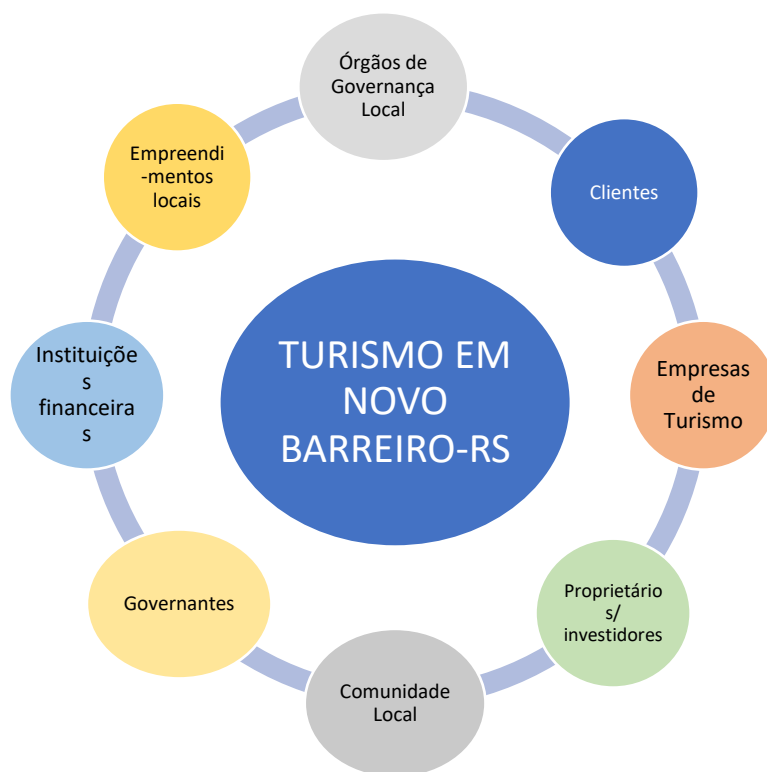 Órgãos de
Governança
Local
Clientes
Empresas
de
Turismo
Proprietário
s/
investidores
Comunidade
Local
Governantes
Instituiçõe
s
financeira
s
Empreendi
-mentos
locais
TURISMO EM
NOVO
BARREIRO-RS